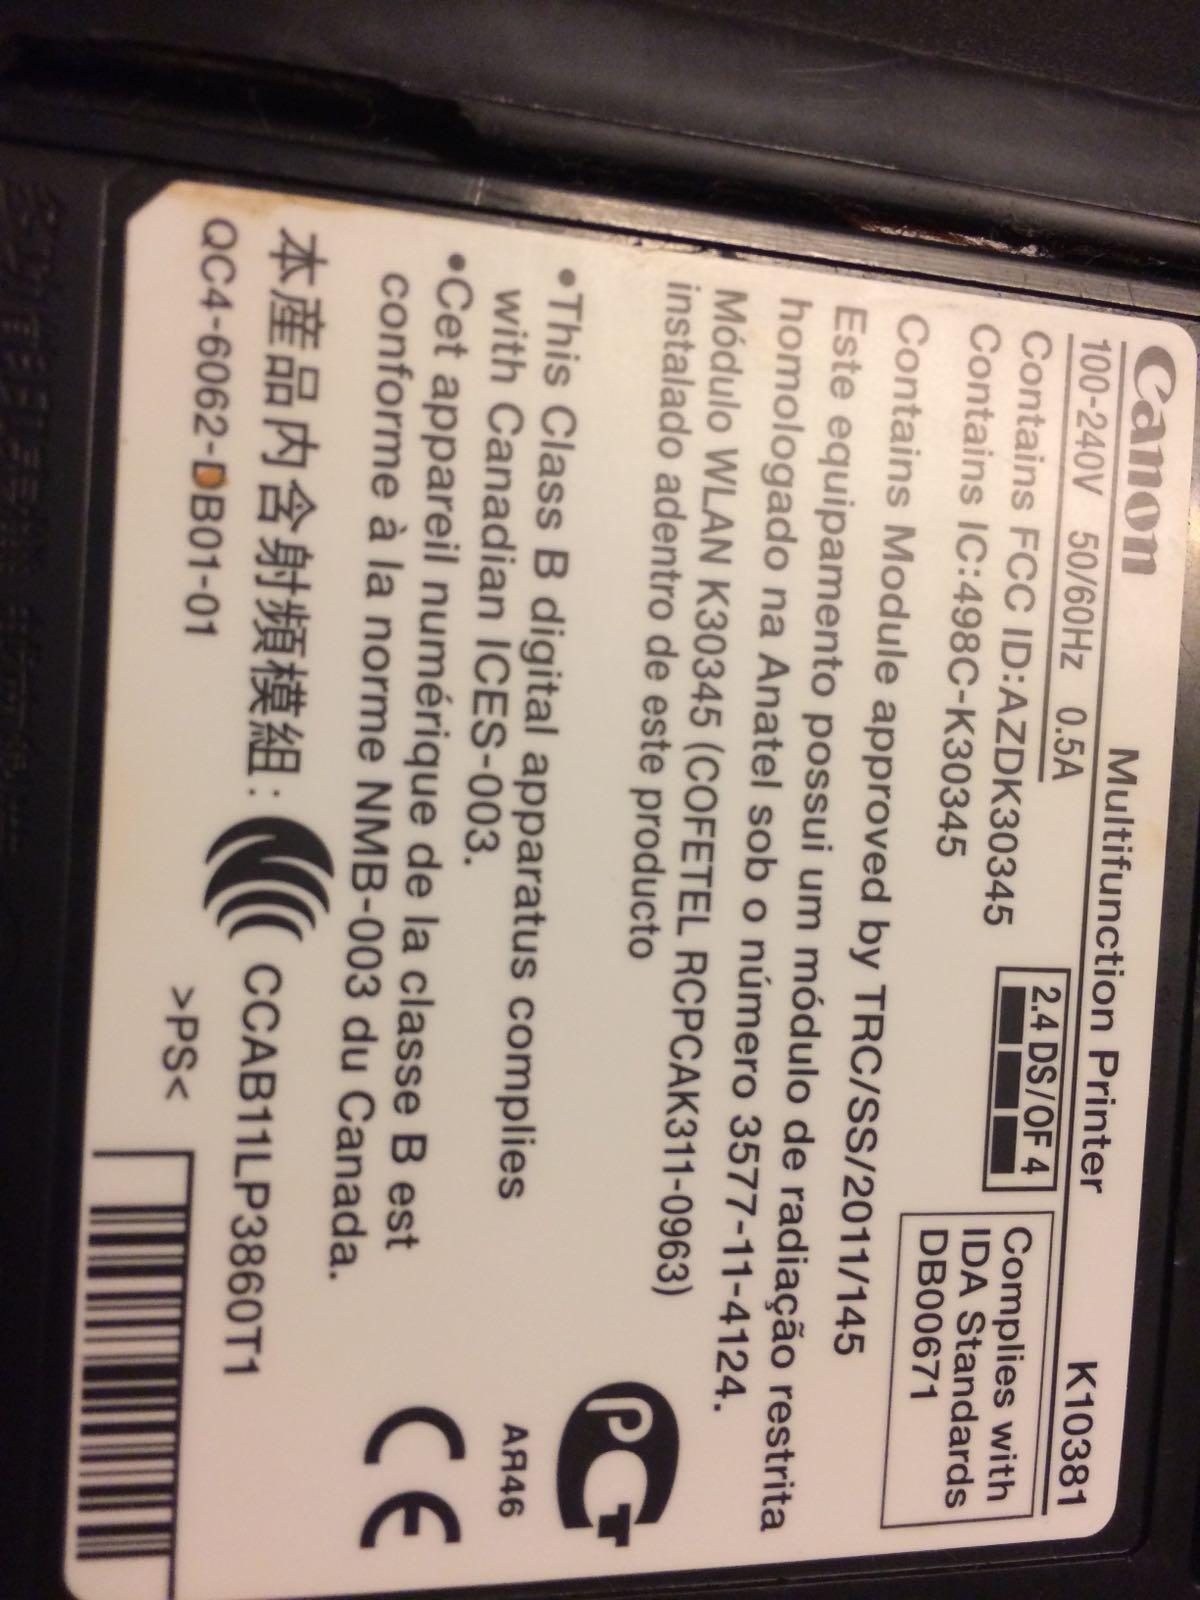 Canon
Multifunction Printer
K10381
100-240V 50/60Hz 0.5A
Contains FCC ID:AZDK30345
Contains IC:498C-K30345
2.4 DS/OF 4
Complies with
IDA Standards
DB00671
Contains Module approved by TRC/SS/2011/145
Este equipamento possui um módulo de radiação restrita
homologado na Anatel sob o número 3577-11-4124.
Módulo WLAN K30345 (COFETEL RCPCAK311-0963)
instalado adentro de este producto
•This Class B digital apparatus complies
with Canadian ICES-003.
•Cet appareil numérique de la classe B est
conforme à la norme NMB-003 du Canada.
PCT
AЯ46
CE
本産品内含射頻模組:
CCAB11LP3860T1
QC4-6062-DB01-01
>PS<